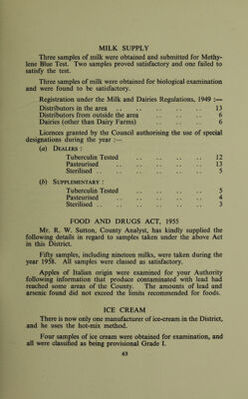 MILK SUPPLY
Three samples of milk were obtained and submitted for Methy-
lene Blue Test. Two samples proved satisfactory and one failed to
satisfy the test.
Three samples of milk were obtained for biological examination
and were found to be satisfactory.
Registration under the Milk and Dairies Regulations, 1949 :—
Distributors in the area .. .. .. .. .. 13
Distributors from outside the area .. .. .. 6
Dairies (other than Dairy Farms) .. .. .. 6
Licences granted by the Council authorising the use of special
designations during the year :—
(a) DEALERS :
Tuberculin Tested .. .. .. .. 12
Pasteurised .. .. .. .. 13
Sterilised .. .. .. .. .. 5
(b) SUPPLEMENTARY :
Tuberculin Tested .. .. .. .. 5
Pasteurised .. .. .. .. 4
Sterilised .. .. .. .. .. 3
FOOD AND DRUGS ACT, 1955
Mr. R. W. Sutton, County Analyst, has kindly supplied the
following details in regard to samples taken under the above Act
in this District.
Fifty samples, including nineteen milks, were taken during the
year 1958. All samples were classed as satisfactory.
Apples of Italian origin were examined for your Authority
following information that produce contaminated with lead had
reached some areas of the County. The amounts of lead and
arsenic found did not exceed the limits recommended for foods.
ICE CREAM
There is now only one manufacturer of ice-cream in the District,
and he uses the hot-mix method.
Four samples of ice cream were obtained for examination, and
all were classified as being provisional Grade I.
63